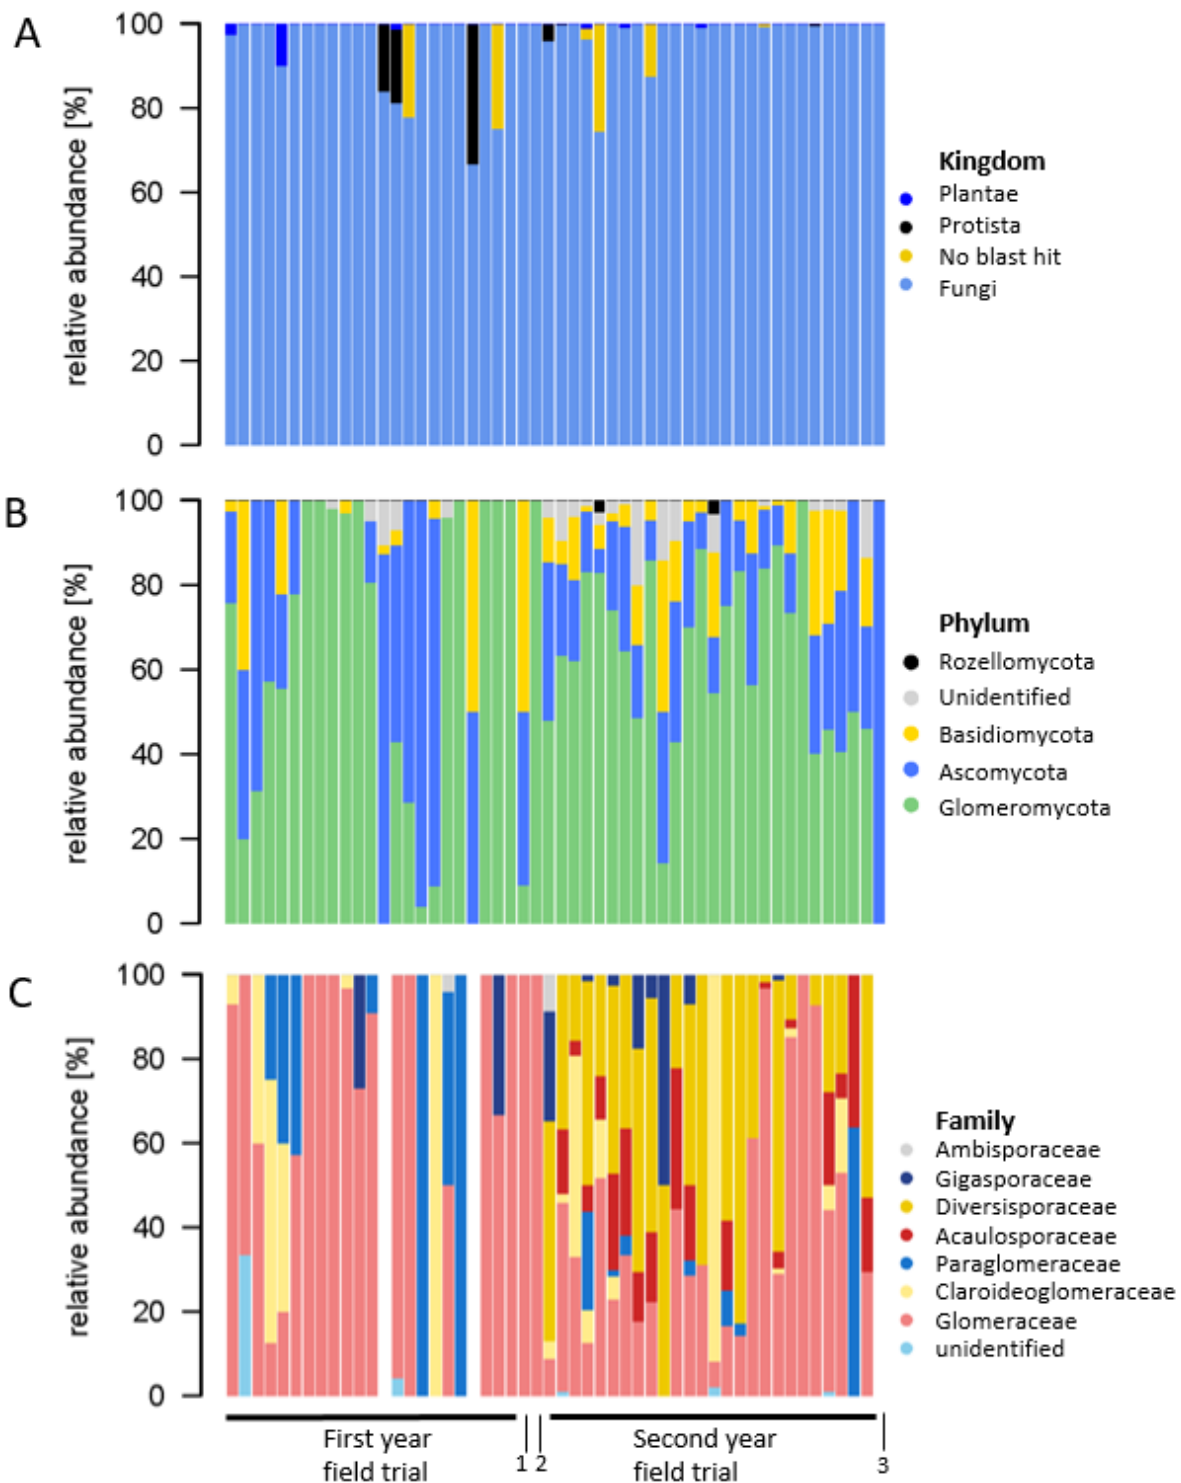 A
relative abundance [%]
100
80
60
40
20
0
Kingdom
Plantae
Protista
No blast hit
Fungi
B
relative abundance [%]
100
80
60
40
20
0
Phylum
Rozellomycota
Unidentified
Basidiomycota
Ascomycota
Glomeromycota
C
relative abundance [%]
100
80
60
40
20
0
Family
Ambisporaceae
Gigasporaceae
Diversisporaceae
Acaulosporaceae
Paraglomeraceae
Claroideoglomeraceae
Glomeraceae
unidentified
First year
field trial
1 2
Second year
field trial
3